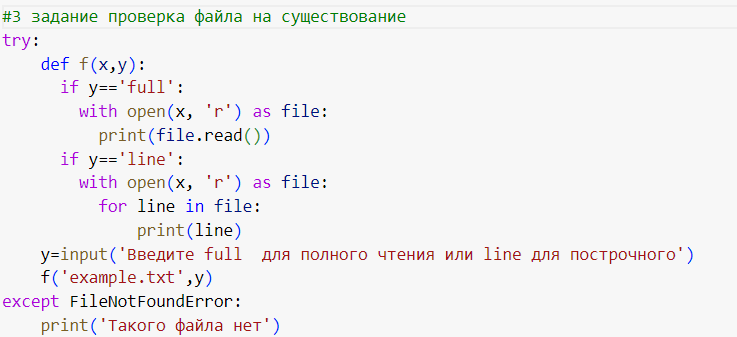 #3 задание проверка файла на существование
try:
    def f(x,y):
      if y=='full':
        with open(x, 'r') as file:
          print(file.read())
      if y=='line':
        with open(x, 'r') as file:
          for line in file:
              print(line)
    y=input('Введите full  для полного чтения или line для построчного')
    f('example.txt',y)
except FileNotFoundError:
    print('Такого файла нет')